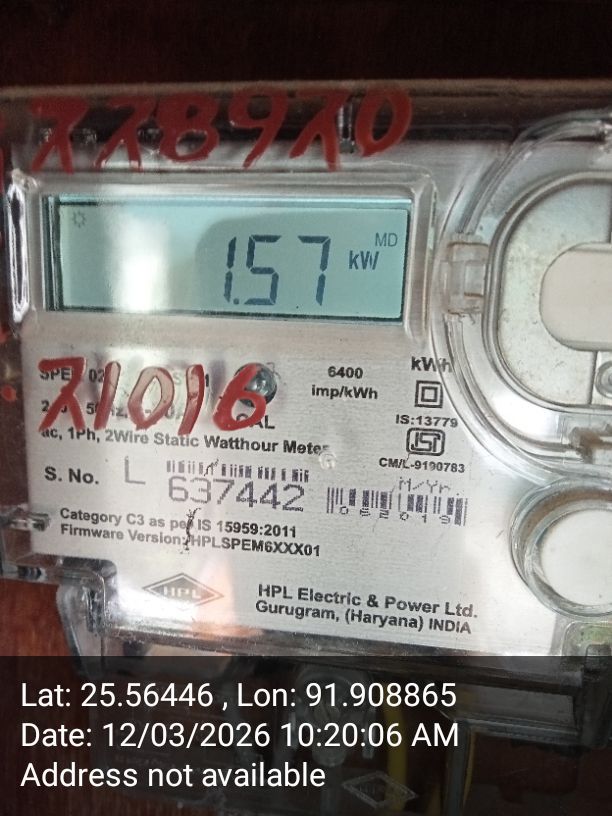 228920
MD
1.57 kW
71016
6400
imp/kWh
kWh
IS:13779
CM/L-9190783
ac, 1Ph, 2Wire Static Watthour Meter
S. No. L 637442
M/Yr.
062019
Category C3 as per IS 15959:2011
Firmware Version: HPLSPEM6XXX01
HPL
HPL Electric & Power Ltd.
Gurugram, (Haryana) INDIA
Lat: 25.56446 , Lon: 91.908865
Date: 12/03/2026 10:20:06 AM
Address not available